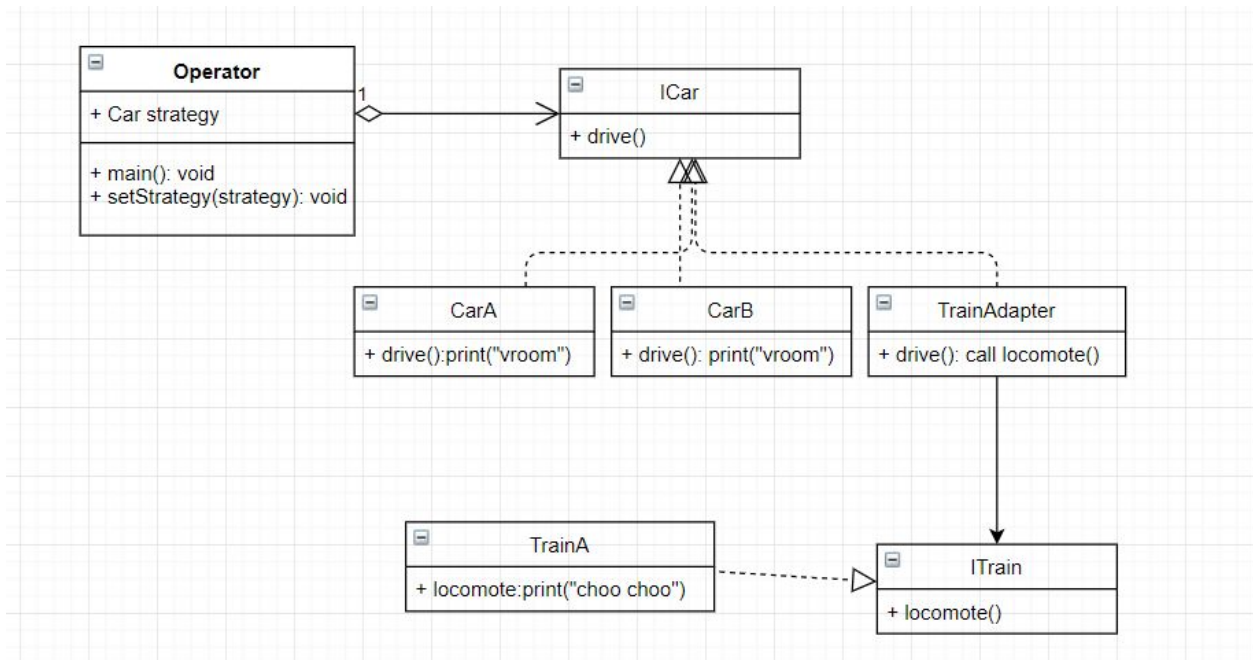 Operator
+ Car strategy
+ main(): void
+ setStrategy(strategy): void
1
ICar
+ drive()
CarA
+ drive():print("vroom")
CarB
+ drive(): print("vroom")
TrainAdapter
+ drive(): call locomote()
TrainA
+ locomote:print("choo choo")
ITrain
+ locomote()